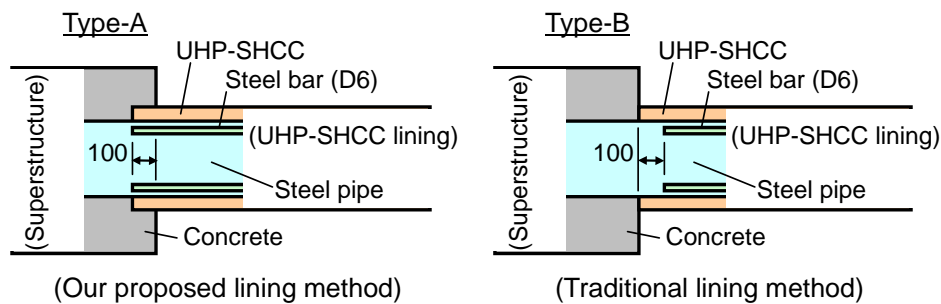 Type-A
UHP-SHCC
Steel bar (D6)
(UHP-SHCC lining)
100
Steel pipe
(Superstructure)
Concrete
(Our proposed lining method)
Type-B
UHP-SHCC
Steel bar (D6)
(UHP-SHCC lining)
100
Steel pipe
(Superstructure)
Concrete
(Traditional lining method)